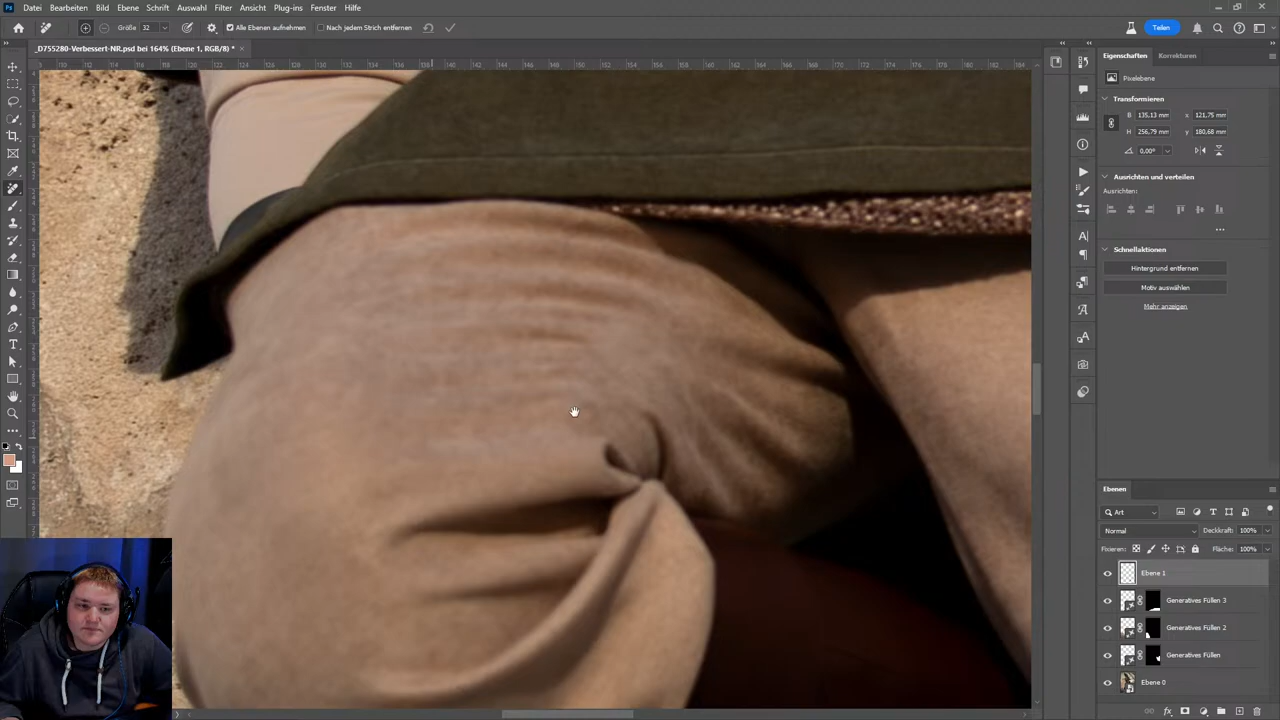 Datei Bearbeiten Bild Ebene Schrift Auswahl Filter Ansicht Plug-ins Fenster Hilfe
Größe 32 Alle Ebenen aufnehmen Nach jedem Strich entfernen Teilen
_D755280-Verbessert-NR.psd bei 164% (Ebene 1, RGB/8) *
Eigenschaften Korrekturen
Pixelebene
Transformieren
B 135,13 mm x 121,75 mm
H 256,79 mm y 180,68 mm
0,00°
Ausrichten und verteilen
Ausrichten:
Schnellaktionen
Hintergrund entfernen
Motiv auswählen
Mehr anzeigen
Ebenen
Art
Normal Deckkraft: 100%
Fixieren: Fläche: 100%
Ebene 1
Generatives Füllen 3
Generatives Füllen 2
Generatives Füllen
Ebene 0